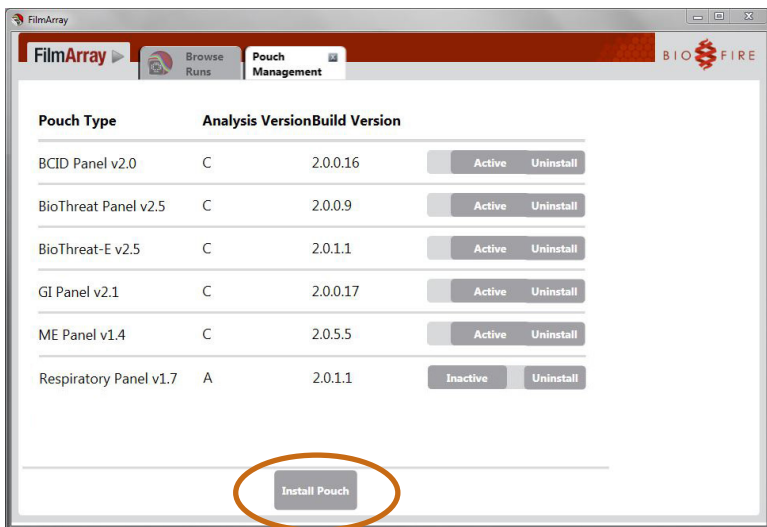 FilmArray
FilmArray
Browse Runs
Pouch Management
BIO FIRE
Pouch Type Analysis Version Build Version
BCID Panel v2.0 C 2.0.0.16 Active Uninstall
BioThreat Panel v2.5 C 2.0.0.9 Active Uninstall
BioThreat-E v2.5 C 2.0.1.1 Active Uninstall
GI Panel v2.1 C 2.0.0.17 Active Uninstall
ME Panel v1.4 C 2.0.5.5 Active Uninstall
Respiratory Panel v1.7 A 2.0.1.1 Inactive Uninstall
Install Pouch